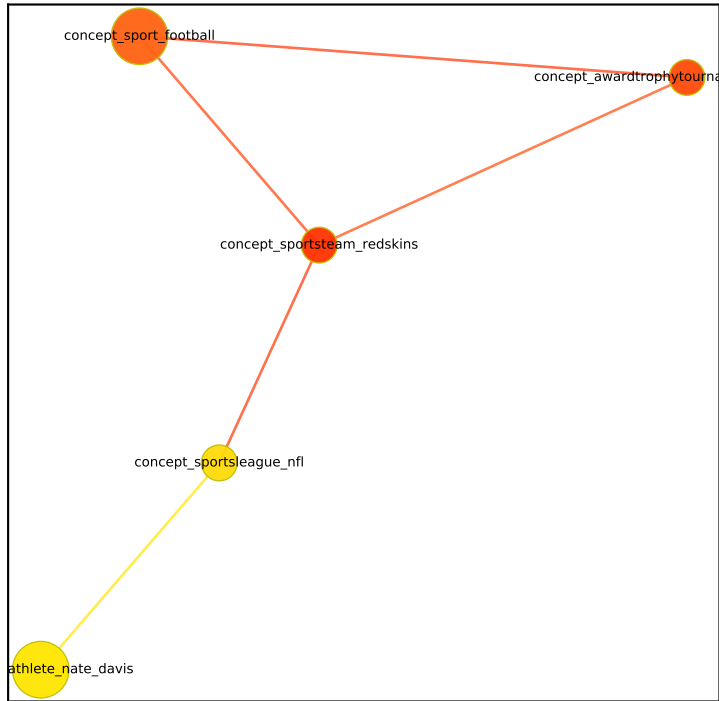 concept_sport_football
concept_awardtrophytourna
concept_sportsteam_redskins
concept_sportsleague_nfl
athlete_nate_davis